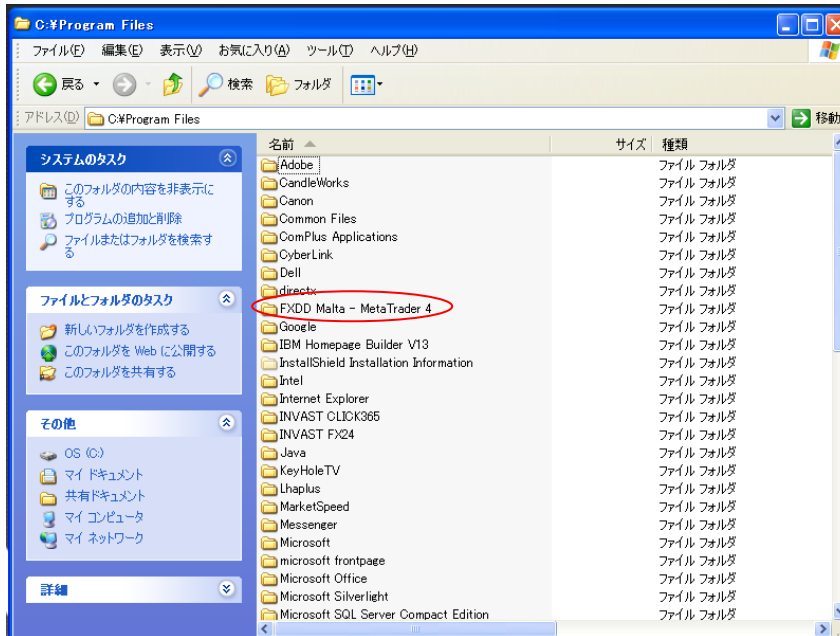 C:¥Program Files
ファイル(F) 編集(E) 表示(V) お気に入り(A) ツール(T) ヘルプ(H)
戻る 検索 フォルダ
アドレス(D) C:¥Program Files 移動
システムのタスク
このフォルダの内容を非表示に
する
プログラムの追加と削除
ファイルまたはフォルダを検索す
る
ファイルとフォルダのタスク
新しいフォルダを作成する
このフォルダを Web に公開する
このフォルダを共有する
その他
OS (C:)
マイ ドキュメント
共有ドキュメント
マイ コンピュータ
マイ ネットワーク
詳細
名前 サイズ 種類
Adobe ファイル フォルダ
CandleWorks ファイル フォルダ
Canon ファイル フォルダ
Common Files ファイル フォルダ
ComPlus Applications ファイル フォルダ
CyberLink ファイル フォルダ
Dell ファイル フォルダ
directx ファイル フォルダ
FXDD Malta - MetaTrader 4 ファイル フォルダ
Google ファイル フォルダ
IBM Homepage Builder V13 ファイル フォルダ
InstallShield Installation Information ファイル フォルダ
Intel ファイル フォルダ
Internet Explorer ファイル フォルダ
INVAST CLICK365 ファイル フォルダ
INVAST FX24 ファイル フォルダ
Java ファイル フォルダ
KeyHoleTV ファイル フォルダ
Lhaplus ファイル フォルダ
MarketSpeed ファイル フォルダ
Messenger ファイル フォルダ
Microsoft ファイル フォルダ
microsoft frontpage ファイル フォルダ
Microsoft Office ファイル フォルダ
Microsoft Silverlight ファイル フォルダ
Microsoft SQL Server Compact Edition ファイル フォルダ